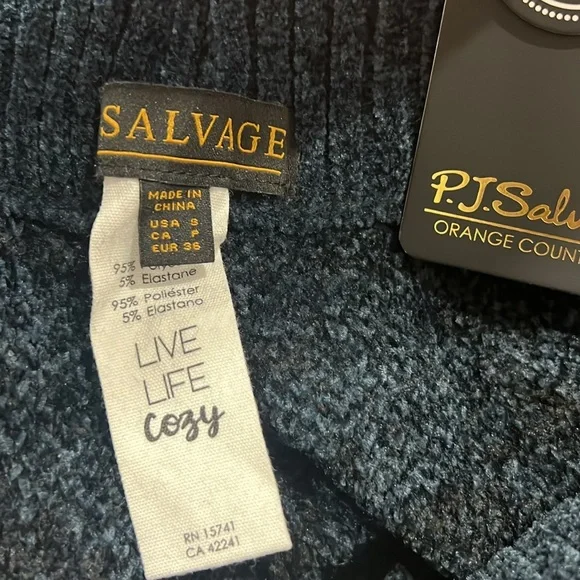 SALVAGE
MADE IN
CHINA
USA S
CA P
EUR 36
95%
5% Elastane
95% Poliéster
5% Elastano
LIVE
LIFE
cozy
RN 15741
CA 42241
P.J.Salv
ORANGE COUNT